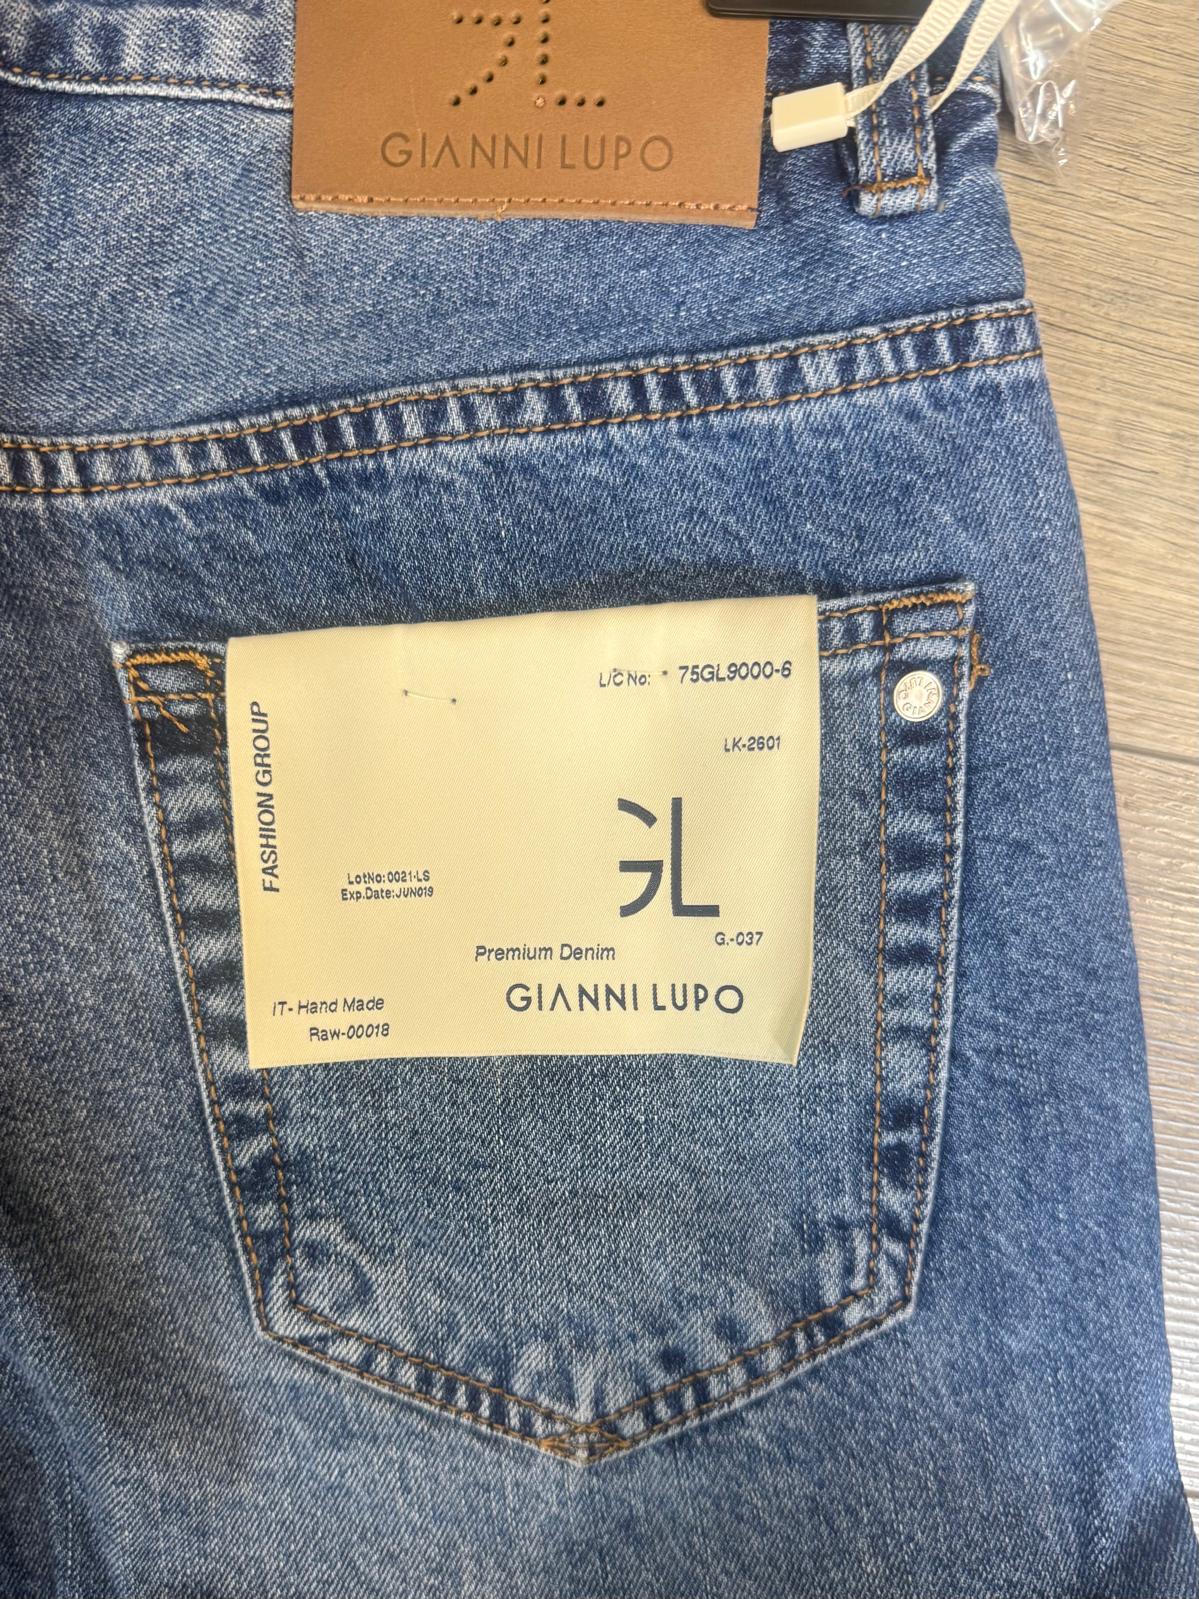 GL
GIANNI LUPO
L/C No: 75GL9000-6
LK-2601
FASHION GROUP
GL
LotNo:0021-LS
Exp.Date:JUN019
G.-037
Premium Denim
GIANNI LUPO
IT- Hand Made
Raw-00018